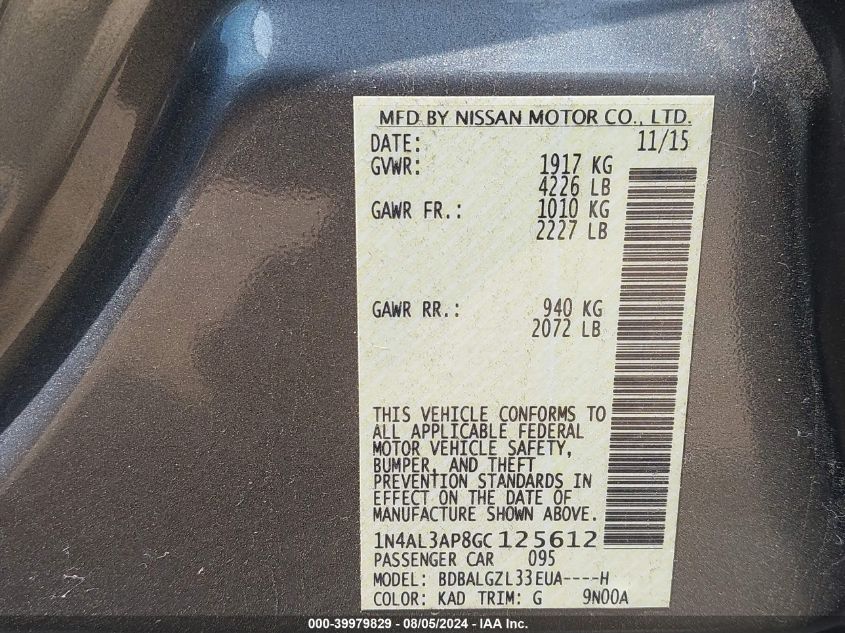 MFD BY NISSAN MOTOR CO., LTD.
DATE: 11/15
GVWR: 1917 KG
4226 LB
GAWR FR.: 1010 KG
2227 LB
GAWR RR.: 940 KG
2072 LB
THIS VEHICLE CONFORMS TO
ALL APPLICABLE FEDERAL
MOTOR VEHICLE SAFETY,
BUMPER, AND THEFT
PREVENTION STANDARDS IN
EFFECT ON THE DATE OF
MANUFACTURE SHOWN ABOVE.
1N4AL3AP8GC125612
PASSENGER CAR 095
MODEL: BDBALGZL33EUA----H
COLOR: KAD TRIM: G 9N00A
000-39979829 - 08/05/2024 - IAA Inc.